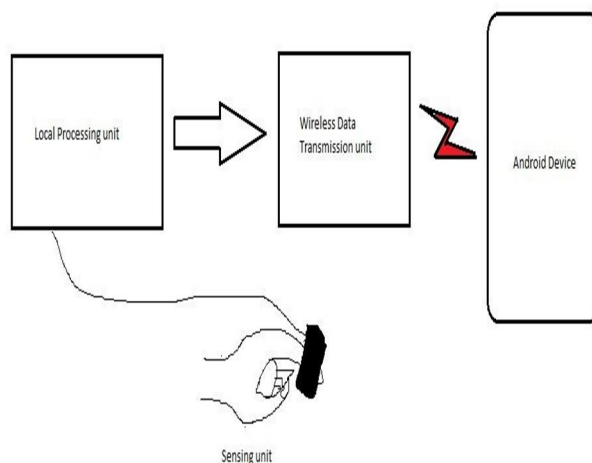 Local Processing unit
Wireless Data
Transmission unit
Android Device
Sensing unit